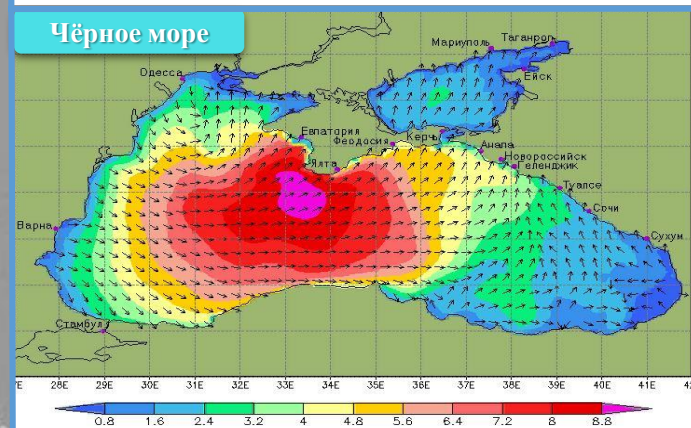 Чёрное море
Таганрог
Мариуполь
Одесса
Ейск
Евпатория
Керчь
Феодосия
Анапа
Новороссийск
Ялта
Геленджик
Туапсе
Сочи
Варна
Сухум
Стамбул
28E 29E 30E 31E 32E 33E 34E 35E 36E 37E 38E 39E 40E 41E
0.8 1.6 2.4 3.2 4 4.8 5.6 6.4 7.2 8 8.8